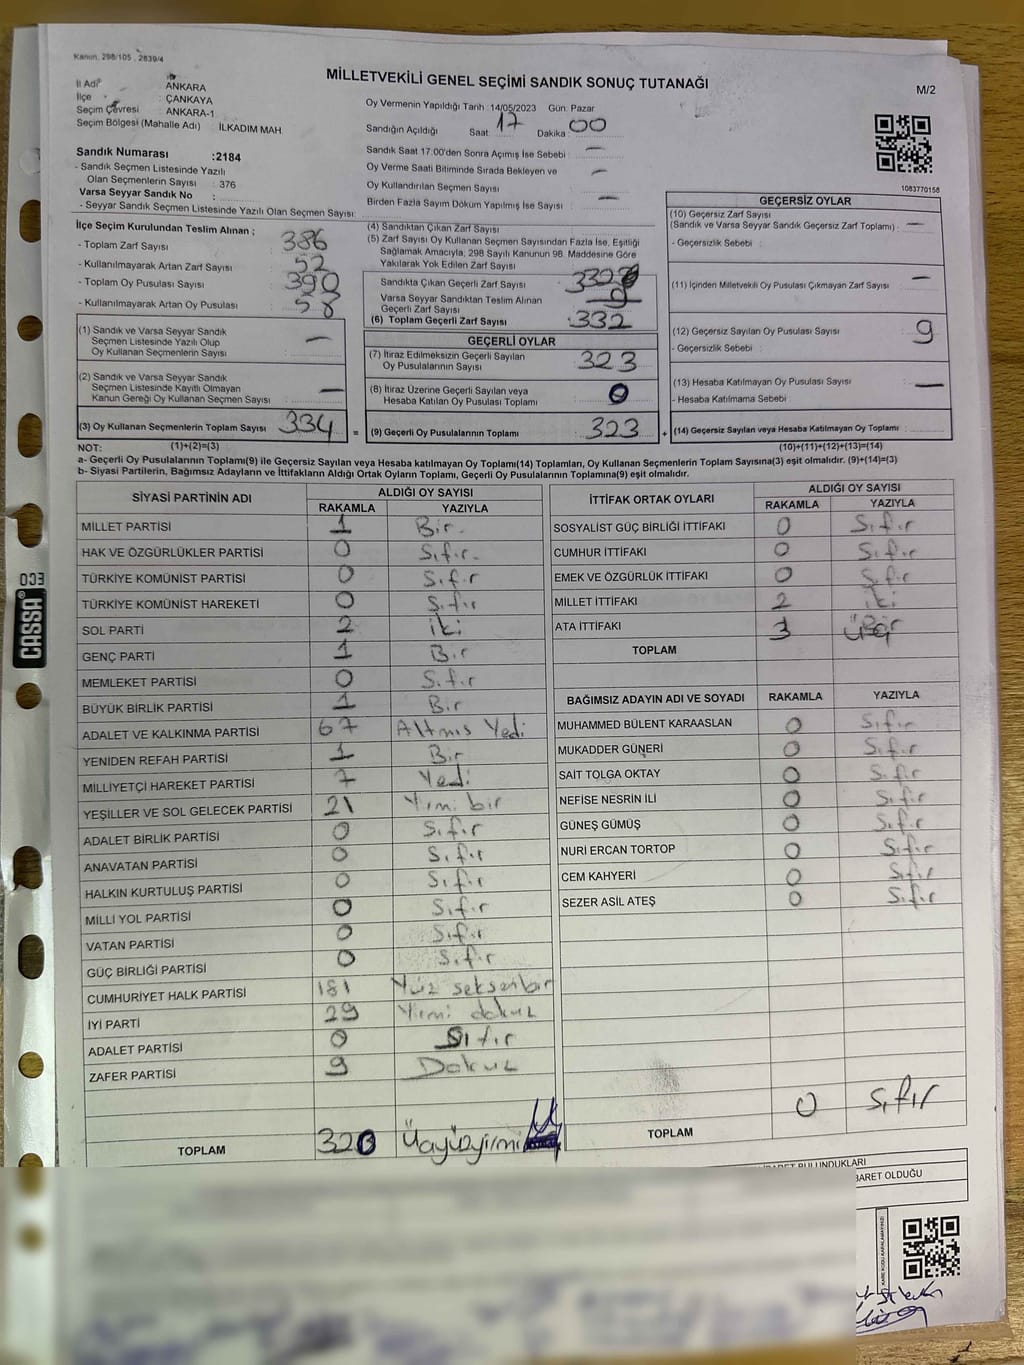 Kanun. 298/105 . 2839/4
MİLLETVEKİLİ GENEL SEÇİMİ SANDIK SONUÇ TUTANAĞI
M/2
İl Adı ANKARA
İlçe ÇANKAYA
Seçim Çevresi ANKARA-1
Seçim Bölgesi (Mahalle Adı) İLKADIM MAH.
Sandık Numarası :2184
- Sandık Seçmen Listesinde Yazılı
Olan Seçmenlerin Sayısı : 376
Varsa Seyyar Sandık No :
- Seyyar Sandık Seçmen Listesinde Yazılı Olan Seçmen Sayısı:
Oy Vermenin Yapıldığı Tarih :14/05/2023 Gün: Pazar
Sandığın Açıldığı Saat 17 Dakika 00
Sandık Saat 17:00'den Sonra Açımış İse Sebebi : —
Oy Verme Saati Bitiminde Sırada Bekleyen ve
Oy Kullandırılan Seçmen Sayısı : —
Birden Fazla Sayım Döküm Yapılmış İse Sayısı : —
1083770158
İlçe Seçim Kurulundan Teslim Alınan ;
- Toplam Zarf Sayısı : 386
- Kullanılmayarak Artan Zarf Sayısı : 52
- Toplam Oy Pusulası Sayısı : 390
- Kullanılmayarak Artan Oy Pusulası : 58
(1) Sandık ve Varsa Seyyar Sandık
Seçmen Listesinde Yazılı Olup
Oy Kullanan Seçmenlerin Sayısı : —
(2) Sandık ve Varsa Seyyar Sandık
Seçmen Listesinde Kayıtlı Olmayan
Kanun Gereği Oy Kullanan Seçmen Sayısı : —
(3) Oy Kullanan Seçmenlerin Toplam Sayısı : 334
(4) Sandıktan Çıkan Zarf Sayısı :
(5) Zarf Sayısı Oy Kullanan Seçmen Sayısından Fazla İse, Eşitliği
Sağlamak Amacıyla, 298 Sayılı Kanunun 98. Maddesine Göre
Yakılarak Yok Edilen Zarf Sayısı :
Sandıkta Çıkan Geçerli Zarf Sayısı :
Varsa Seyyar Sandıktan Teslim Alınan
Geçerli Zarf Sayısı : 9
(6) Toplam Geçerli Zarf Sayısı : 332
GEÇERLİ OYLAR
(7) İtiraz Edilmeksizin Geçerli Sayılan
Oy Pusulalarının Sayısı : 323
(8) İtiraz Üzerine Geçerli Sayılan veya
Hesaba Katılan Oy Pusulası Toplamı : 0
= (9) Geçerli Oy Pusulalarının Toplamı : 323
GEÇERSİZ OYLAR
(10) Geçersiz Zarf Sayısı
(Sandık ve Varsa Seyyar Sandık Geçersiz Zarf Toplamı) : —
- Geçersizlik Sebebi :
(11) İçinden Milletvekili Oy Pusulası Çıkmayan Zarf Sayısı : —
(12) Geçersiz Sayılan Oy Pusulası Sayısı : 9
- Geçersizlik Sebebi :
(13) Hesaba Katılmayan Oy Pusulası Sayısı : —
- Hesaba Katılmama Sebebi :
+ (14) Geçersiz Sayılan veya Hesaba Katılmayan Oy Toplamı :
NOT: (1)+(2)=(3) (10)+(11)+(12)+(13)=(14)
a- Geçerli Oy Pusulalarının Toplamı(9) ile Geçersiz Sayılan veya Hesaba katılmayan Oy Toplamı(14) Toplamları, Oy Kullanan Seçmenlerin Toplam Sayısına(3) eşit olmalıdır. (9)+(14)=(3)
b- Siyasi Partilerin, Bağımsız Adayların ve İttifakların Aldığı Ortak Oyların Toplamı, Geçerli Oy Pusulalarının Toplamına(9) eşit olmalıdır.
SİYASİ PARTİNİN ADI ALDIĞI OY SAYISI
RAKAMLA YAZIYLA
MİLLET PARTİSİ 1 Bir.
HAK VE ÖZGÜRLÜKLER PARTİSİ 0 Sıfır.
TÜRKİYE KOMÜNİST PARTİSİ 0 Sıfır
TÜRKİYE KOMÜNİST HAREKETİ 0 Sıfır
SOL PARTİ 2 iki
GENÇ PARTİ 1 Bir
MEMLEKET PARTİSİ 0 Sıfır
BÜYÜK BİRLİK PARTİSİ 1 Bir
ADALET VE KALKINMA PARTİSİ 67 Altmıs Yedi
YENİDEN REFAH PARTİSİ 1 Bir
MİLLİYETÇİ HAREKET PARTİSİ 7 Yedi
YEŞİLLER VE SOL GELECEK PARTİSİ 21 Yirmi bir
ADALET BİRLİK PARTİSİ 0 Sıfır
ANAVATAN PARTİSİ 0 Sıfır
HALKIN KURTULUŞ PARTİSİ 0 Sıfır
MİLLİ YOL PARTİSİ 0 Sıfır
VATAN PARTİSİ 0 Sıfır
GÜÇ BİRLİĞİ PARTİSİ 0 Sıfır
CUMHURİYET HALK PARTİSİ 181 Yüz seksenbir
İYİ PARTİ 29 Yirmi dokuz
ADALET PARTİSİ 0 Sıfır
ZAFER PARTİSİ 9 Dokuz
TOPLAM 320 Üçyüzyirmi
İTTİFAK ORTAK OYLARI ALDIĞI OY SAYISI
RAKAMLA YAZIYLA
SOSYALİST GÜÇ BİRLİĞİ İTTİFAKI 0 Sıfır
CUMHUR İTTİFAKI 0 Sıfır
EMEK VE ÖZGÜRLÜK İTTİFAKI 0 Sıfır
MİLLET İTTİFAKI 2 iki
ATA İTTİFAKI
TOPLAM
BAĞIMSIZ ADAYIN ADI VE SOYADI RAKAMLA YAZIYLA
MUHAMMED BÜLENT KARAASLAN 0 Sıfır
MUKADDER GÜNERİ 0 Sıfır
SAİT TOLGA OKTAY 0 Sıfır
NEFİSE NESRİN İLİ 0 Sıfır
GÜNEŞ GÜMÜŞ 0 Sıfır
NURİ ERCAN TORTOP 0 Sıfır
CEM KAHYERİ 0 Sıfır
SEZER ASİL ATEŞ 0 Sıfır
TOPLAM 0 Sıfır
BULUNDUKLARI
BARET OLDUĞU
CASSA® ECO